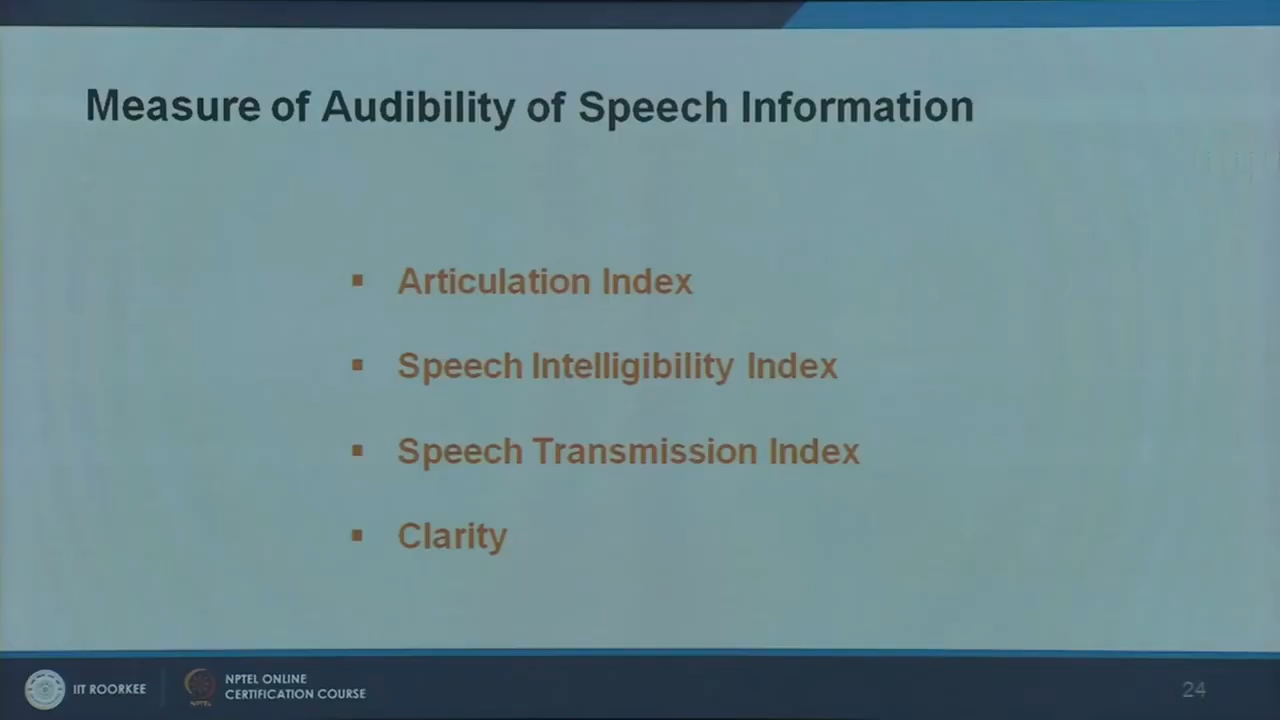 Measure of Audibility of Speech Information
▪ Articulation Index
▪ Speech Intelligibility Index
▪ Speech Transmission Index
▪ Clarity
IIT ROORKEE
NPTEL ONLINE
CERTIFICATION COURSE
NPTEL
24